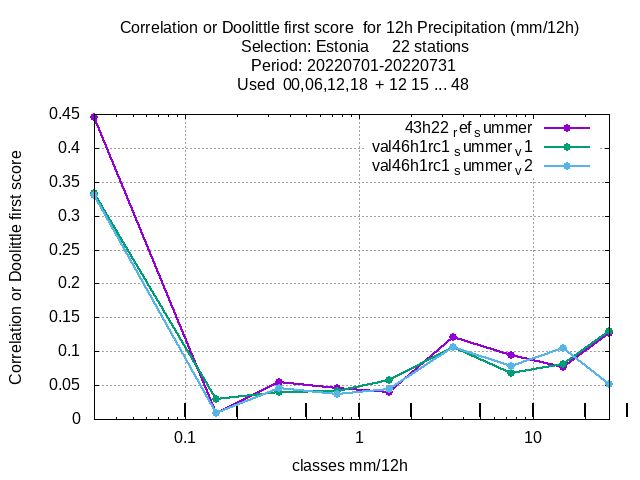 Correlation or Doolittle first score  for 12h Precipitation (mm/12h)
Selection: Estonia     22 stations
Period: 20220701-20220731
Used  00,06,12,18  + 12 15 ... 48
Correlation or Doolittle first score
0.45
0.4
0.35
0.3
0.25
0.2
0.15
0.1
0.05
0
43h22 ref summer
val46h1rc1 summer v1
val46h1rc1 summer v2
0.1
1
10
classes mm/12h